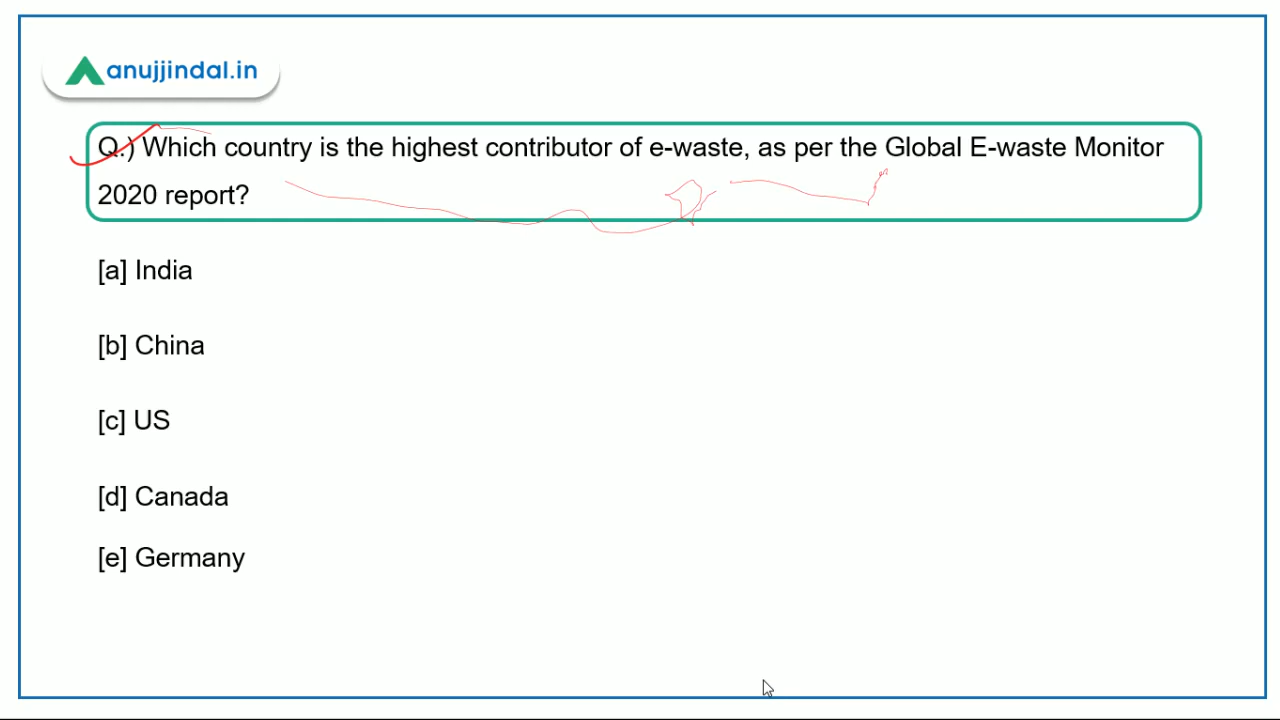 anujjindal.in
Q.) Which country is the highest contributor of e-waste, as per the Global E-waste Monitor
2020 report?
[a] India
[b] China
[c] US
[d] Canada
[e] Germany